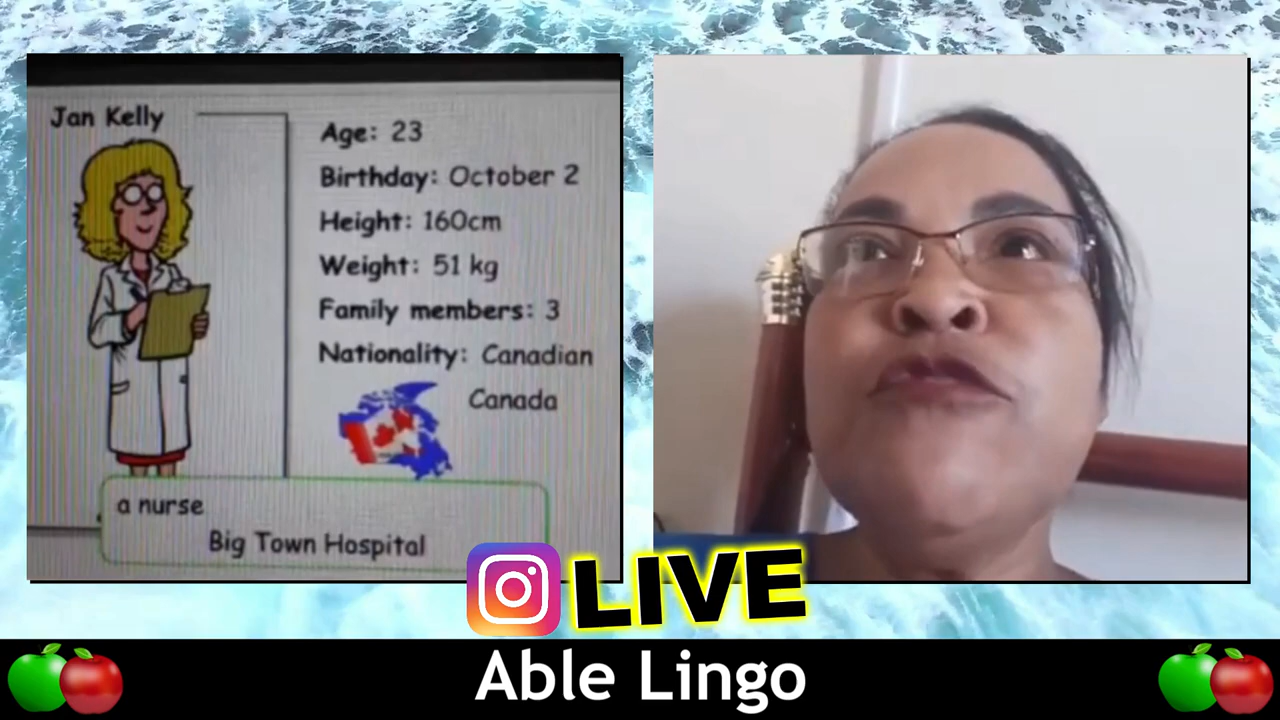 Jan Kelly
Age: 23
Birthday: October 2
Height: 160cm
Weight: 51 kg
Family members: 3
Nationality: Canadian
Canada
a nurse
Big Town Hospital
LIVE
Able Lingo